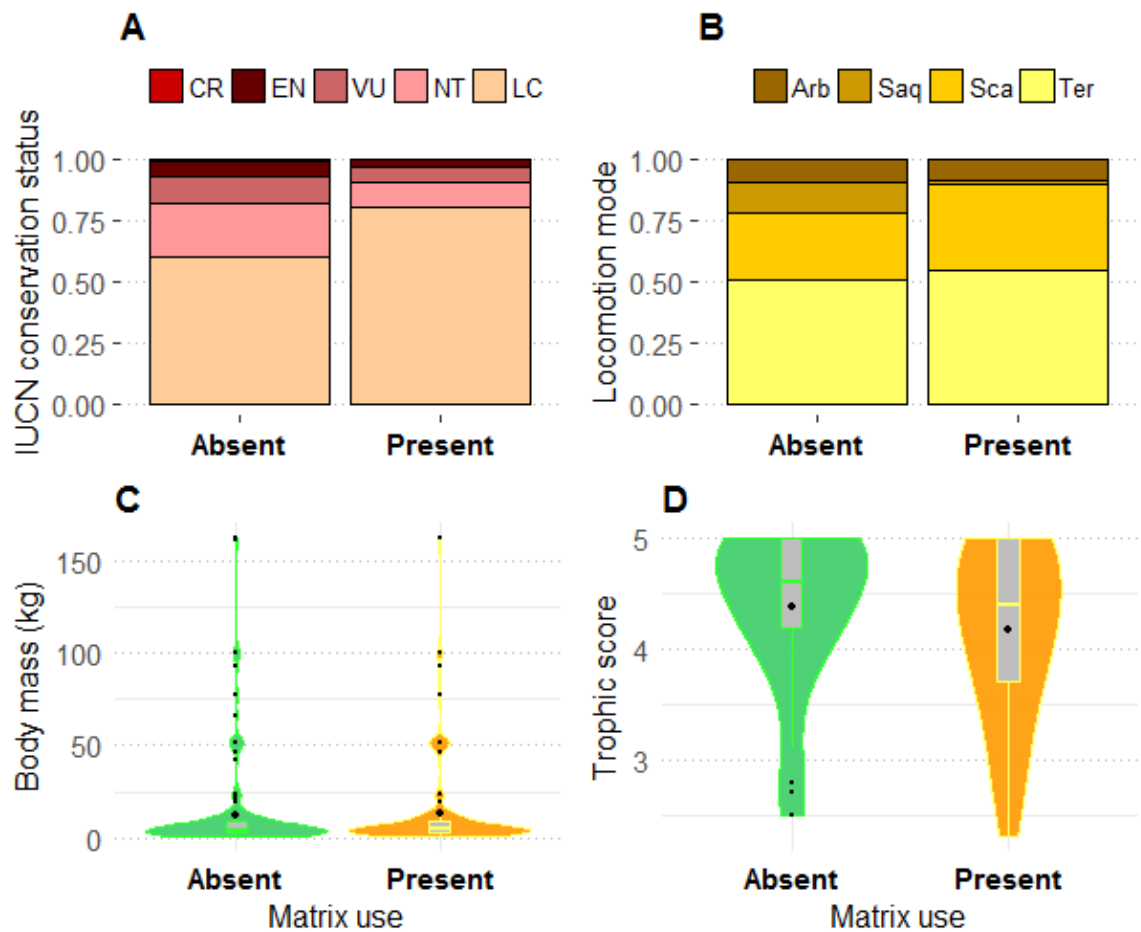 A
CR EN VU NT LC
IUCN conservation status
1.00
0.75
0.50
0.25
0.00
Absent Present
B
Arb Saq Sca Ter
Locomotion mode
1.00
0.75
0.50
0.25
0.00
Absent Present
C
Body mass (kg)
150
100
50
0
Absent Present
Matrix use
D
Trophic score
5
4
3
Absent Present
Matrix use